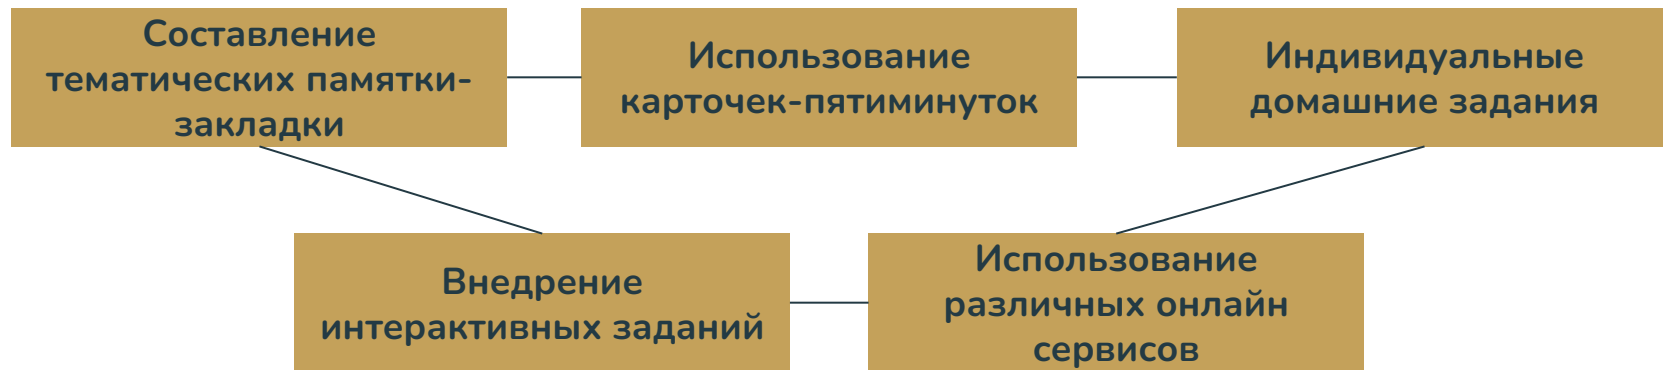 Составление
тематических памятки-
закладки
Использование
карточек-пятиминуток
Индивидуальные
домашние задания
Внедрение
интерактивных заданий
Использование
различных онлайн
сервисов